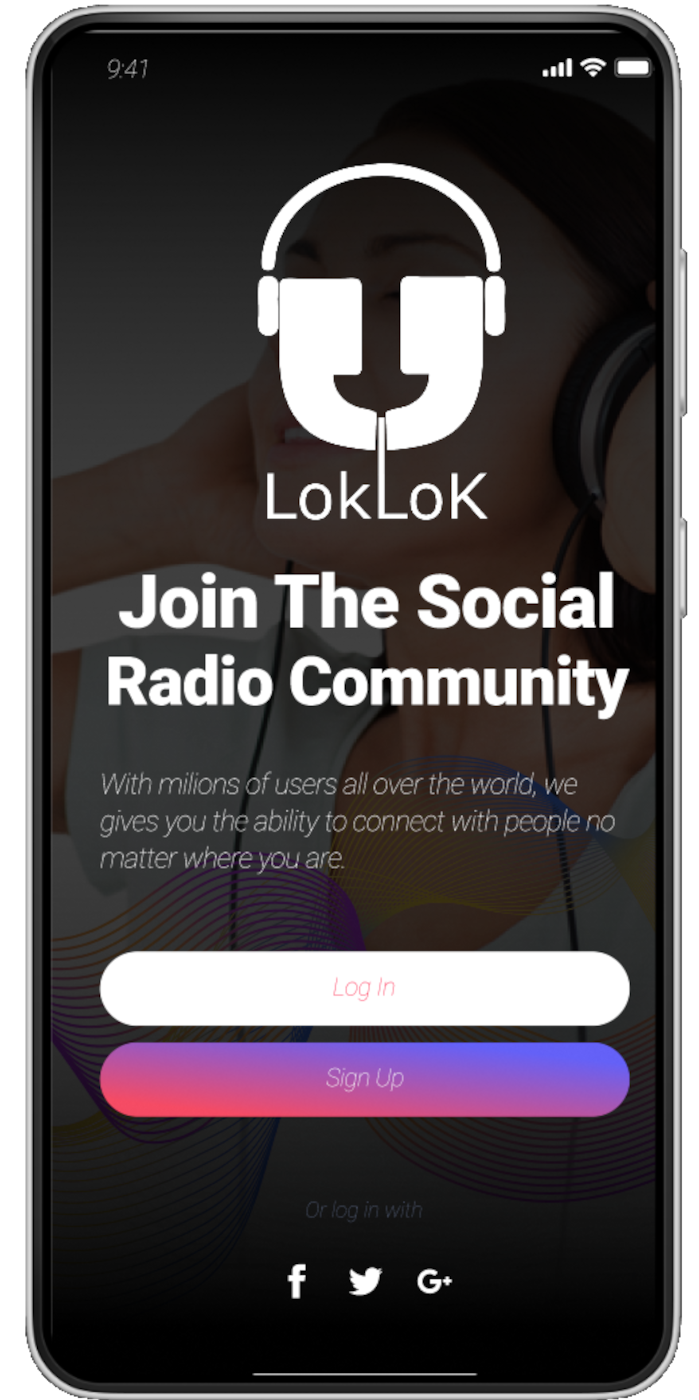 9:41
LokLoK
Join The Social
Radio Community
With milions of users all over the world, we
gives you the ability to connect with people no
matter where you are.
Log In
Sign Up
Or log in with
f
G+